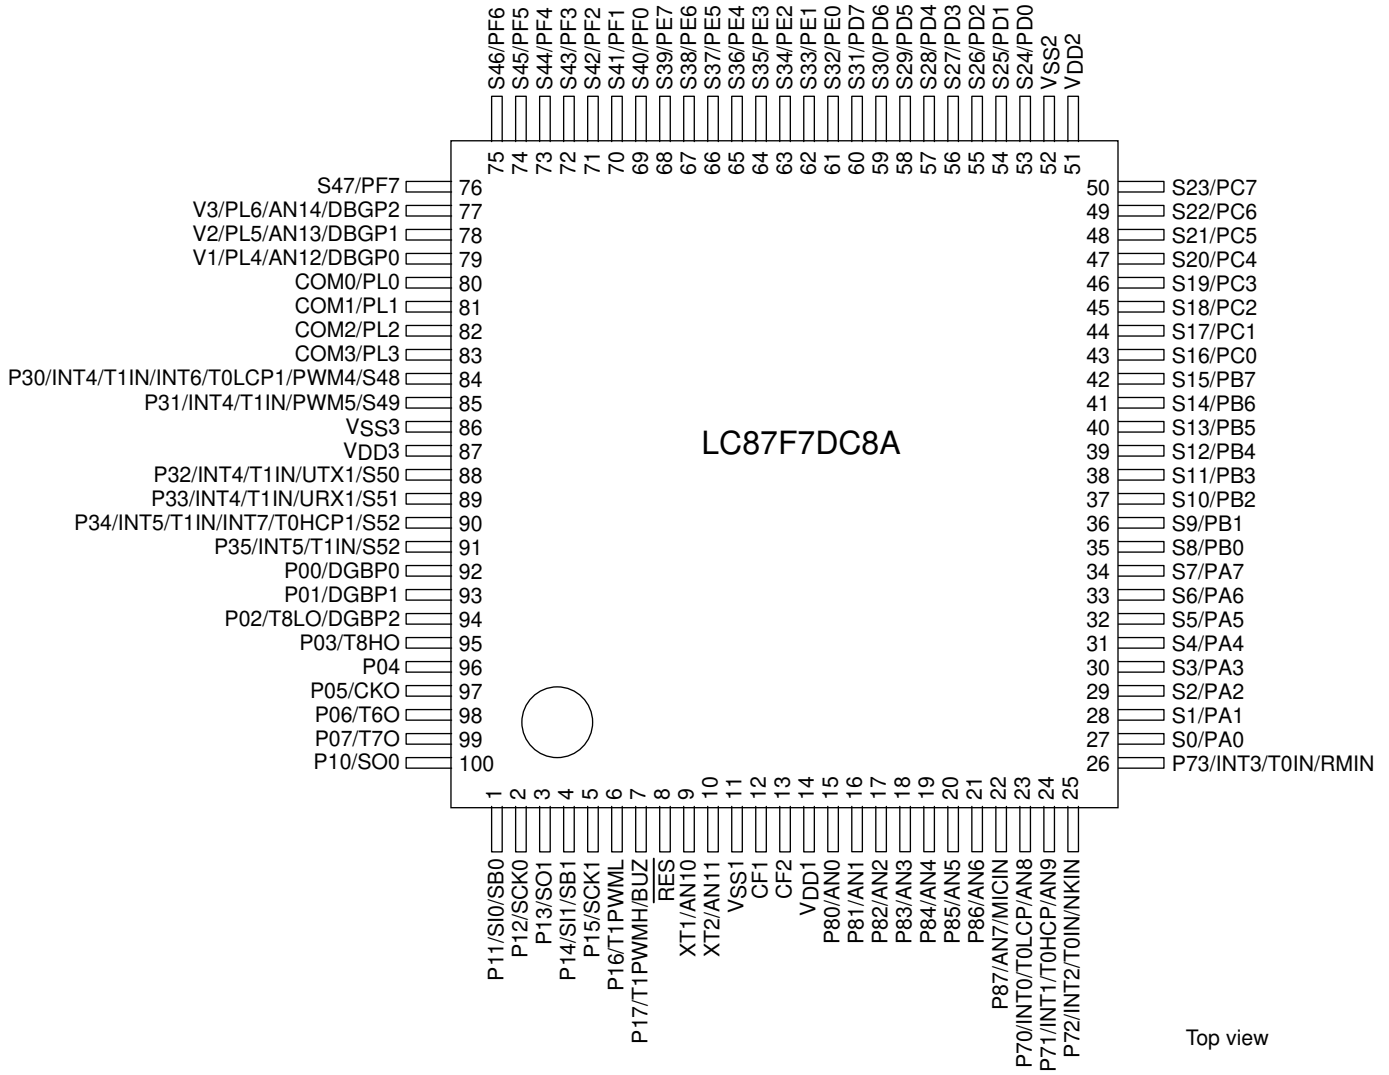 S46/PF6
S45/PF5
S44/PF4
S43/PF3
S42/PF2
S41/PF1
S40/PF0
S39/PE7
S38/PE6
S37/PE5
S36/PE4
S35/PE3
S34/PE2
S33/PE1
S32/PE0
S31/PD7
S30/PD6
S29/PD5
S28/PD4
S27/PD3
S26/PD2
S25/PD1
S24/PD0
VSS2
VDD2
75 74 73 72 71 70 69 68 67 66 65 64 63 62 61 60 59 58 57 56 55 54 53 52 51
S47/PF7 76
V3/PL6/AN14/DBGP2 77
V2/PL5/AN13/DBGP1 78
V1/PL4/AN12/DBGP0 79
COM0/PL0 80
COM1/PL1 81
COM2/PL2 82
COM3/PL3 83
P30/INT4/T1IN/INT6/T0LCP1/PWM4/S48 84
P31/INT4/T1IN/PWM5/S49 85
VSS3 86
VDD3 87
P32/INT4/T1IN/UTX1/S50 88
P33/INT4/T1IN/URX1/S51 89
P34/INT5/T1IN/INT7/T0HCP1/S52 90
P35/INT5/T1IN/S52 91
P00/DGBP0 92
P01/DGBP1 93
P02/T8LO/DGBP2 94
P03/T8HO 95
P04 96
P05/CKO 97
P06/T6O 98
P07/T7O 99
P10/SO0 100
LC87F7DC8A
50 S23/PC7
49 S22/PC6
48 S21/PC5
47 S20/PC4
46 S19/PC3
45 S18/PC2
44 S17/PC1
43 S16/PC0
42 S15/PB7
41 S14/PB6
40 S13/PB5
39 S12/PB4
38 S11/PB3
37 S10/PB2
36 S9/PB1
35 S8/PB0
34 S7/PA7
33 S6/PA6
32 S5/PA5
31 S4/PA4
30 S3/PA3
29 S2/PA2
28 S1/PA1
27 S0/PA0
26 P73/INT3/T0IN/RMIN
1 2 3 4 5 6 7 8 9 10 11 12 13 14 15 16 17 18 19 20 21 22 23 24 25
P11/SI0/SB0
P12/SCK0
P13/SO1
P14/SI1/SB1
P15/SCK1
P16/T1PWML
P17/T1PWMH/BUZ
RES
XT1/AN10
XT2/AN11
VSS1
CF1
CF2
VDD1
P80/AN0
P81/AN1
P82/AN2
P83/AN3
P84/AN4
P85/AN5
P86/AN6
P87/AN7/MICIN
P70/INT0/T0LCP/AN8
P71/INT1/T0HCP/AN9
P72/INT2/T0IN/NKIN
Top view